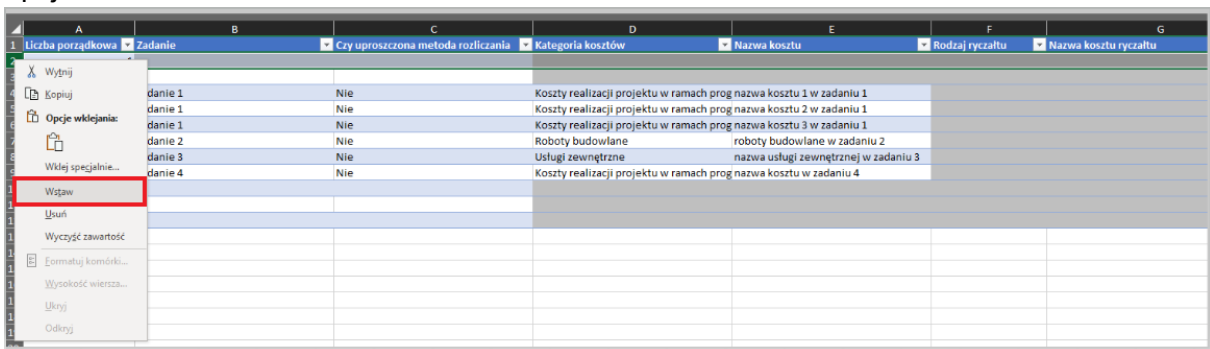 A B C D E F G
1 Liczba porządkowa Zadanie Czy uproszczona metoda rozliczania Kategoria kosztów Nazwa kosztu Rodzaj ryczałtu Nazwa kosztu ryczałtu
Wytnij
Kopiuj danie 1 Nie Koszty realizacji projektu w ramach prog nazwa kosztu 1 w zadaniu 1
danie 1 Nie Koszty realizacji projektu w ramach prog nazwa kosztu 2 w zadaniu 1
Opcje wklejania: danie 1 Nie Koszty realizacji projektu w ramach prog nazwa kosztu 3 w zadaniu 1
danie 2 Nie Roboty budowlane roboty budowlane w zadaniu 2
danie 3 Nie Usługi zewnętrzne nazwa usługi zewnętrznej w zadaniu 3
Wklej specjalnie... danie 4 Nie Koszty realizacji projektu w ramach prog nazwa kosztu w zadaniu 4
Wstaw
Usuń
Wyczyść zawartość
Formatuj komórki...
Wysokość wiersza...
Ukryj
Odkryj